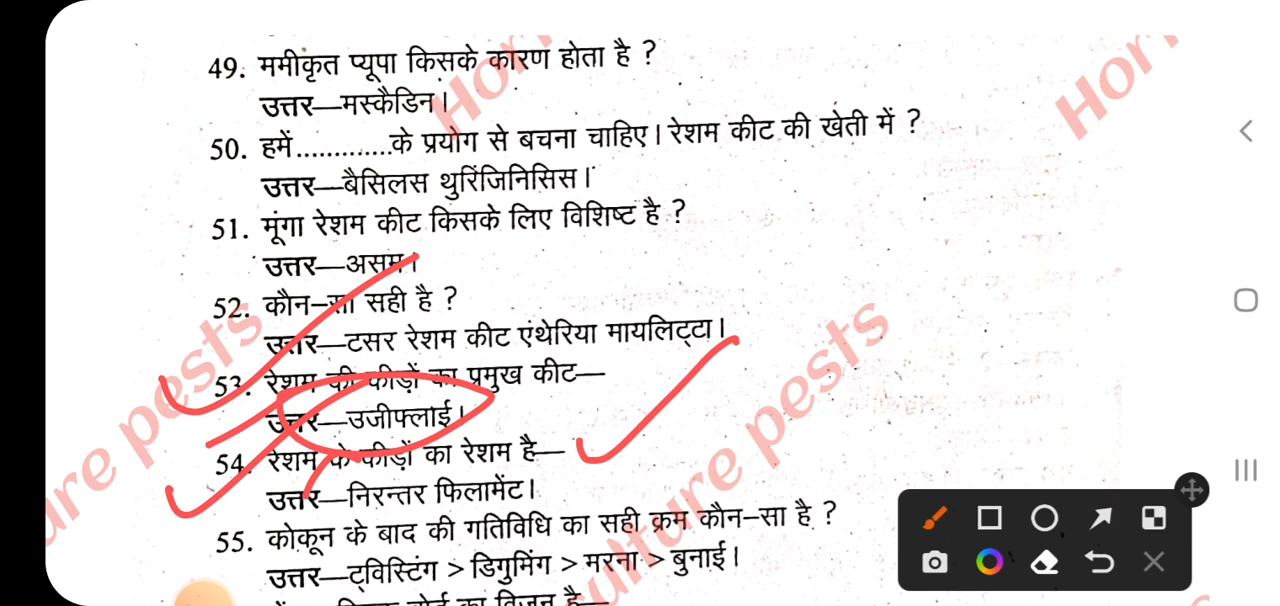 49. ममीकृत प्यूपा किसके कारण होता है ?
उत्तर—मस्कैडिन।
50. हमें.............के प्रयोग से बचना चाहिए। रेशम कीट की खेती में ?
उत्तर—बैसिलस थुरिंजिनिसिस।
51. मूंगा रेशम कीट किसके लिए विशिष्ट है ?
उत्तर—असम।
52. कौन-सा सही है ?
उत्तर—टसर रेशम कीट एंथेरिया मायलिट्टा।
53. रेशम की कीड़ों का प्रमुख कीट—
उत्तर—उजीफ्लाई।
54. रेशम के कीड़ों का रेशम है—
उत्तर—निरन्तर फिलामेंट।
55. कोकून के बाद की गतिविधि का सही क्रम कौन-सा है ?
उत्तर—ट्विस्टिंग > डिगुमिंग > मरना > बुनाई।